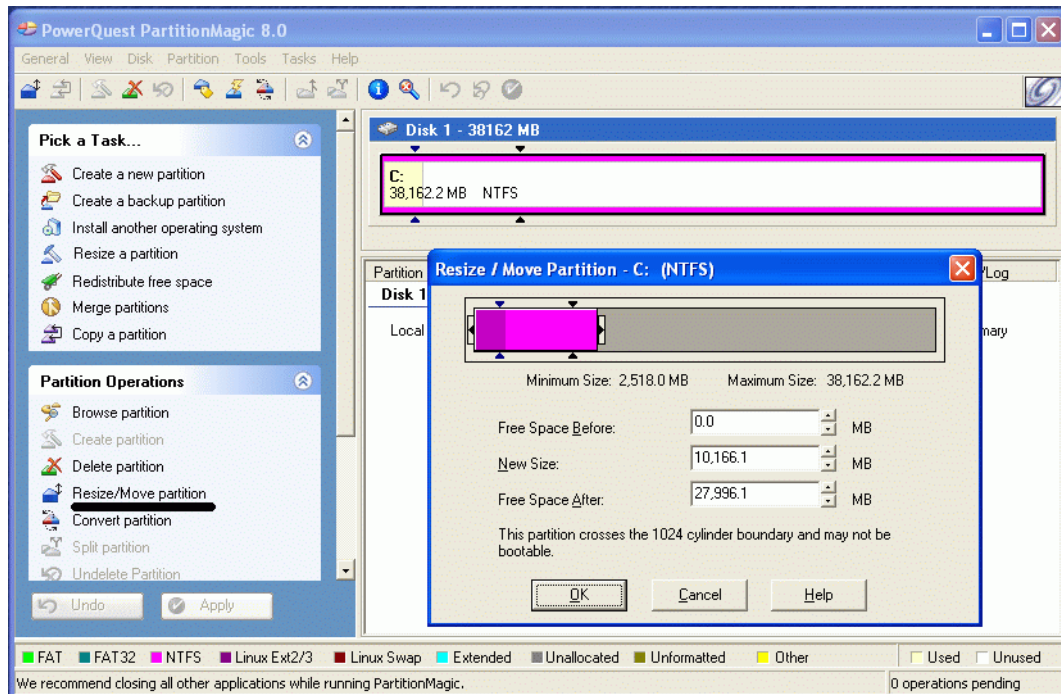 PowerQuest PartitionMagic 8.0
General View Disk Partition Tools Tasks Help
Pick a Task...
Create a new partition
Create a backup partition
Install another operating system
Resize a partition
Redistribute free space
Merge partitions
Copy a partition
Partition Operations
Browse partition
Create partition
Delete partition
Resize/Move partition
Convert partition
Split partition
Undelete Partition
Undo Apply
Disk 1 - 38162 MB
C:
38,162.2 MB NTFS
Partition
/Log
Disk 1
Local
mary
Resize / Move Partition - C: (NTFS)
Minimum Size: 2,518.0 MB Maximum Size: 38,162.2 MB
Free Space Before: 0.0 MB
New Size: 10,166.1 MB
Free Space After: 27,996.1 MB
This partition crosses the 1024 cylinder boundary and may not be
bootable.
OK Cancel Help
FAT FAT32 NTFS Linux Ext2/3 Linux Swap Extended Unallocated Unformatted Other Used Unused
We recommend closing all other applications while running PartitionMagic. 0 operations pending